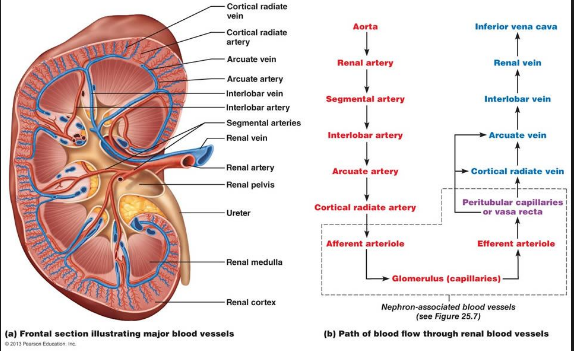 Cortical radiate
vein
Cortical radiate
artery
Arcuate vein
Arcuate artery
Interlobar vein
Interlobar artery
Segmental arteries
Renal vein
Renal artery
Renal pelvis
Ureter
Renal medulla
Renal cortex
(a) Frontal section illustrating major blood vessels
© 2013 Pearson Education, Inc.
Aorta
Renal artery
Segmental artery
Interlobar artery
Arcuate artery
Cortical radiate artery
Afferent arteriole
Glomerulus (capillaries)
Inferior vena cava
Renal vein
Interlobar vein
Arcuate vein
Cortical radiate vein
Peritubular capillaries
or vasa recta
Efferent arteriole
Nephron-associated blood vessels
(see Figure 25.7)
(b) Path of blood flow through renal blood vessels